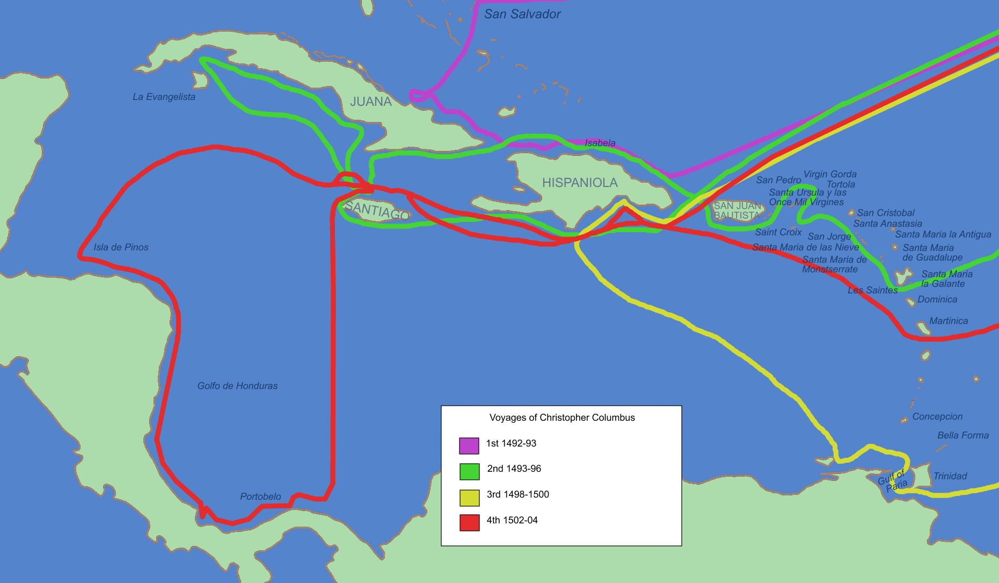 San Salvador
La Evangelista
JUANA
Isabela
HISPANIOLA
SANTIAGO
San Pedro
Virgin Gorda
Tortola
Santa Ursula y las
Once Mil Virgines
SAN JUAN
BAUTISTA
San Cristobal
Santa Anastasia
Saint Croix
San Jorge
Santa Maria la Antigua
Santa Maria de las Nieve
Santa Maria
de Guadalupe
Santa Maria de
Monstserrate
Santa Maria
la Galante
Les Saintes
Dominica
Martinica
Isla de Pinos
Golfo de Honduras
Concepcion
Bella Forma
Gulf of
Paria
Trinidad
Portobelo
Voyages of Christopher Columbus
1st 1492-93
2nd 1493-96
3rd 1498-1500
4th 1502-04